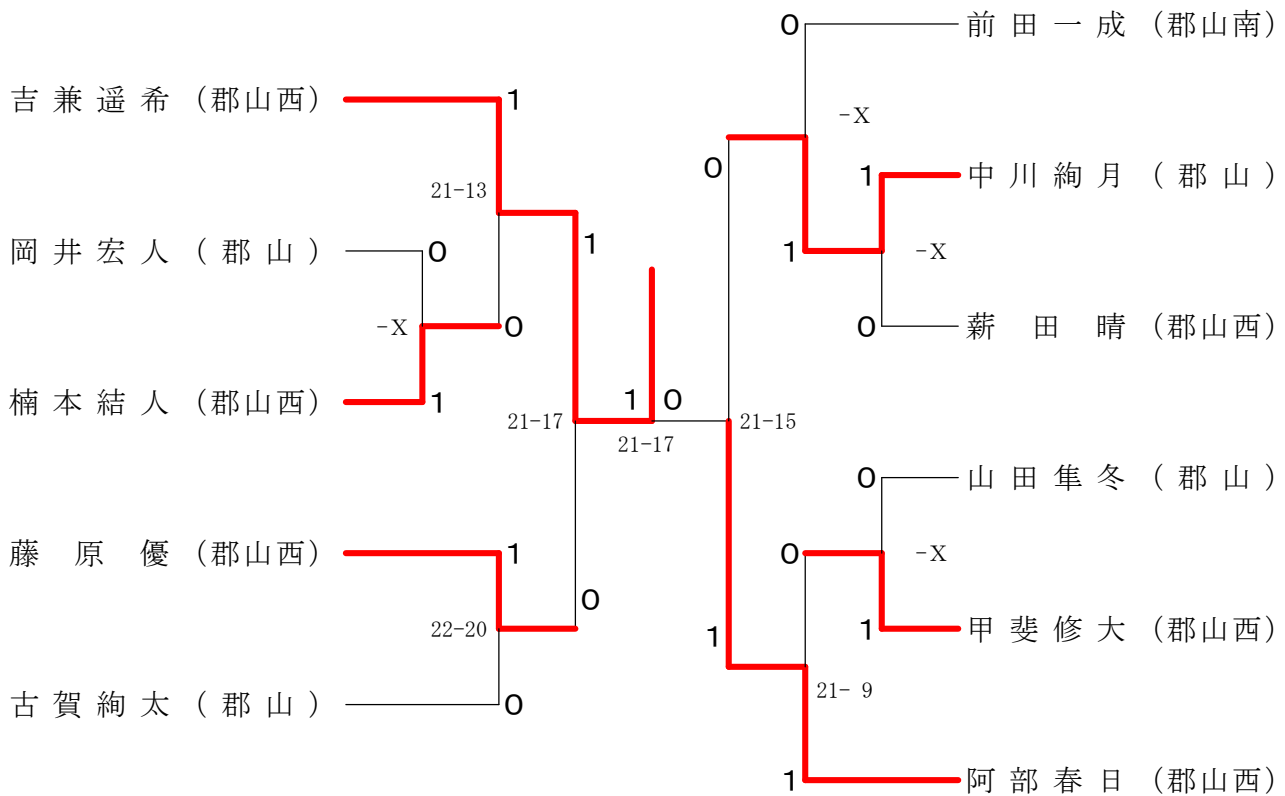 吉兼遥希 (郡山西)
1
21-13
岡井宏人 (郡山)
0
-X
0
楠本結人 (郡山西)
1
1
21-17
藤原優 (郡山西)
1
22-20
0
古賀絢太 (郡山)
0
1 0
21-17
0 前田一成 (郡山南)
-X
0
1 中川絢月 (郡山)
1
-X
0 薪田晴 (郡山西)
21-15
0 山田隼冬 (郡山)
0
-X
1 甲斐修大 (郡山西)
1
21- 9
1 阿部春日 (郡山西)